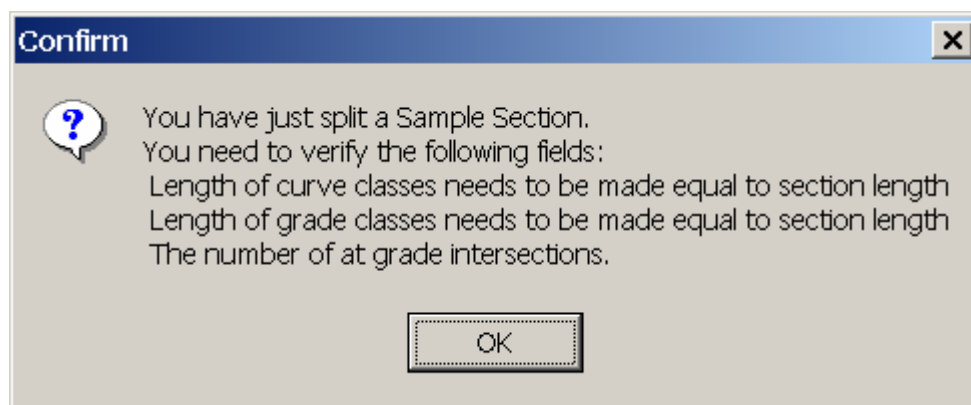 Confirm
You have just split a Sample Section.
You need to verify the following fields:
Length of curve classes needs to be made equal to section length
Length of grade classes needs to be made equal to section length
The number of at grade intersections.
OK